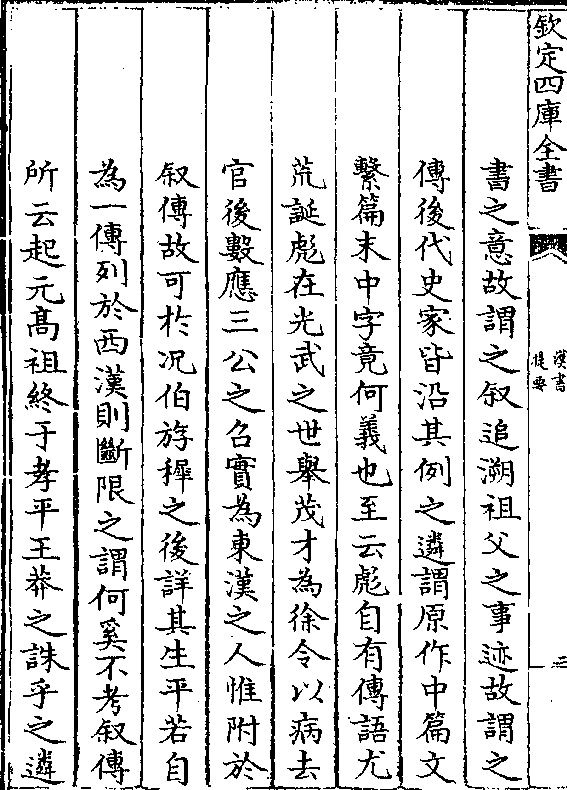 欽定四庫全書
漢書
提要
三
書之意故謂之叙追溯祖父之事迹故謂之
傳後代史家皆沿其例之遴謂原作中篇文
繫篇末中字竟何義也至云彪自有傳語尤
荒誕彪在光武之世舉茂才為徐令以病去
官後數應三公之召實為東漢之人惟附於
叙傳故可於况伯斿穉之後詳其生平若自
為一傳列於西漢則斷限之謂何奚不考叙傳
所云起元髙祖終于孝平王莽之誅乎之遴